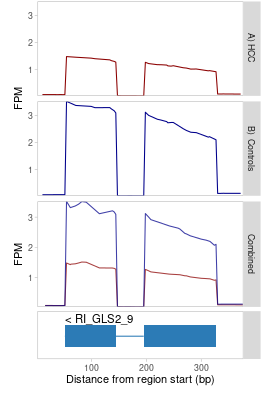 3
2
1
A) HCC
FPM
3
2
1
B) Controls
3
2
1
Combined
FPM
< RI_GLS2_9
100
200
300
Distance from region start (bp)